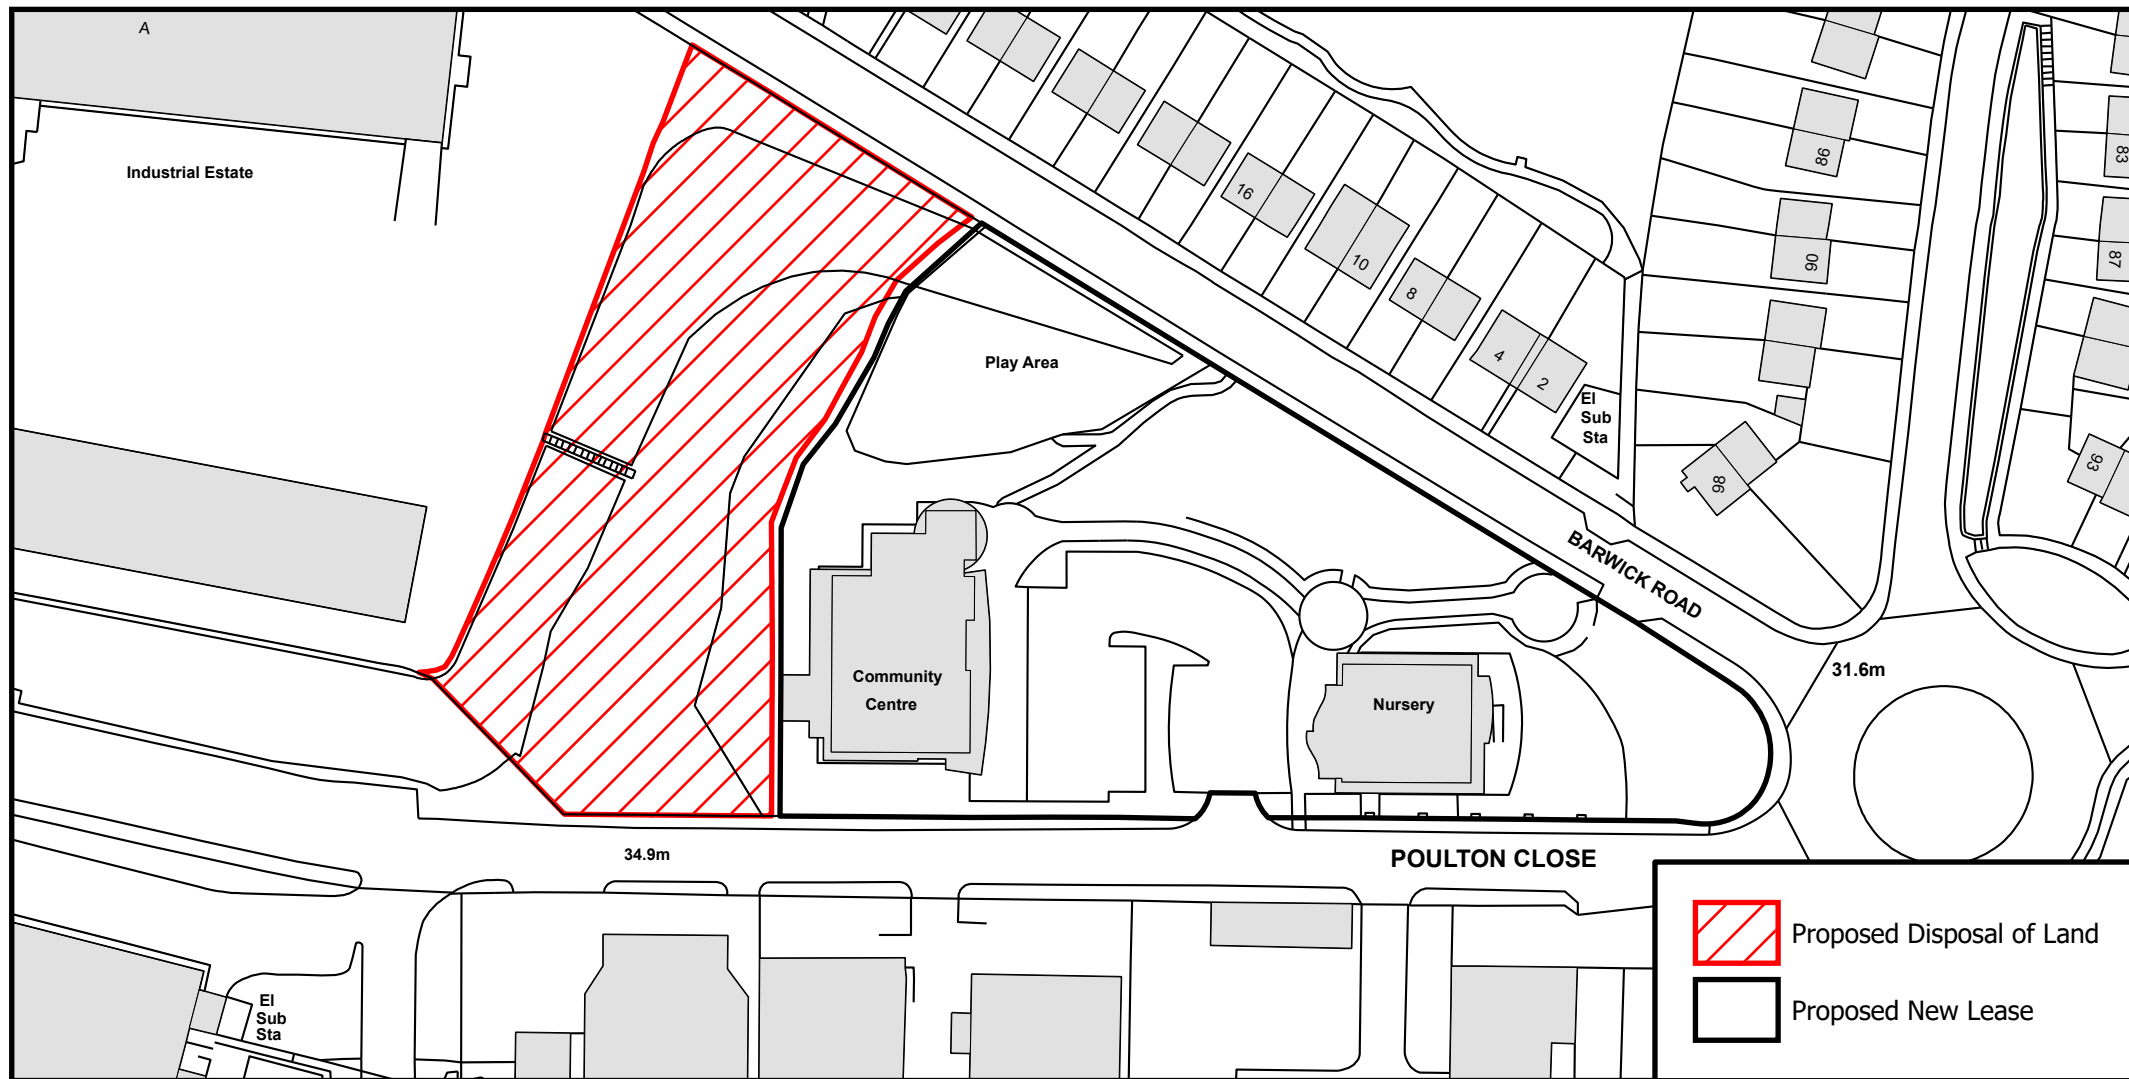 A
Industrial Estate
Play Area
16
10
8
4
2
El
Sub
Sta
98
90
86
83
87
93
BARWICK ROAD
31.6m
Community
Centre
Nursery
34.9m
POULTON CLOSE
El
Sub
Sta
Proposed Disposal of Land
Proposed New Lease